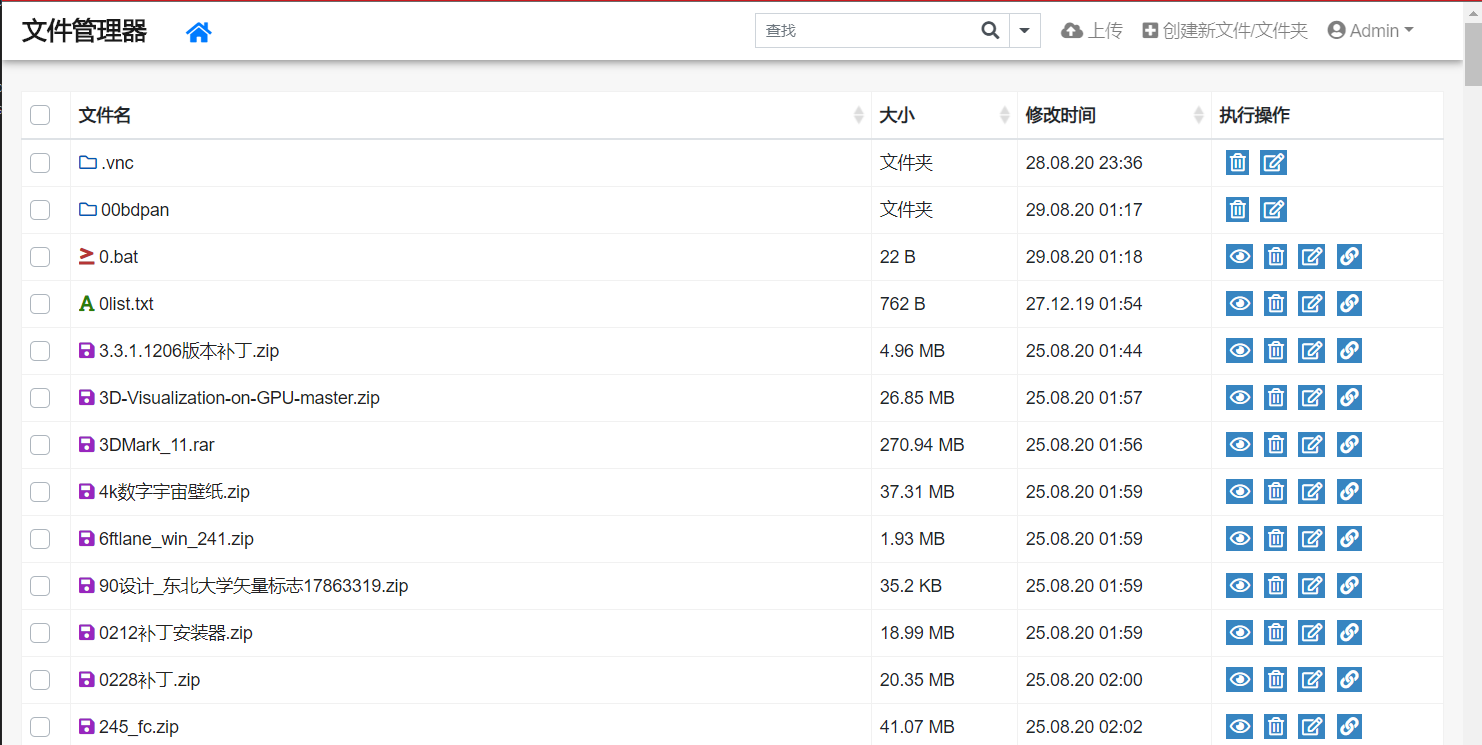 文件管理器 查找 上传 创建新文件/文件夹 Admin
文件名 大小 修改时间 执行操作
.vnc 文件夹 28.08.20 23:36
00bdpan 文件夹 29.08.20 01:17
0.bat 22 B 29.08.20 01:18
0list.txt 762 B 27.12.19 01:54
3.3.1.1206版本补丁.zip 4.96 MB 25.08.20 01:44
3D-Visualization-on-GPU-master.zip 26.85 MB 25.08.20 01:57
3DMark_11.rar 270.94 MB 25.08.20 01:56
4k数字宇宙壁纸.zip 37.31 MB 25.08.20 01:59
6ftlane_win_241.zip 1.93 MB 25.08.20 01:59
90设计_东北大学矢量标志17863319.zip 35.2 KB 25.08.20 01:59
0212补丁安装器.zip 18.99 MB 25.08.20 01:59
0228补丁.zip 20.35 MB 25.08.20 02:00
245_fc.zip 41.07 MB 25.08.20 02:02